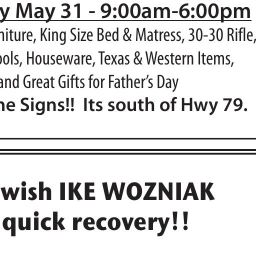 y May 31 - 9:00am-6:00pm
niture, King Size Bed & Matress, 30-30 Rifle,
ools, Houseware, Texas & Western Items,
and Great Gifts for Father’s Day
he Signs!! Its south of Hwy 79.
wish IKE WOZNIAK
quick recovery!!